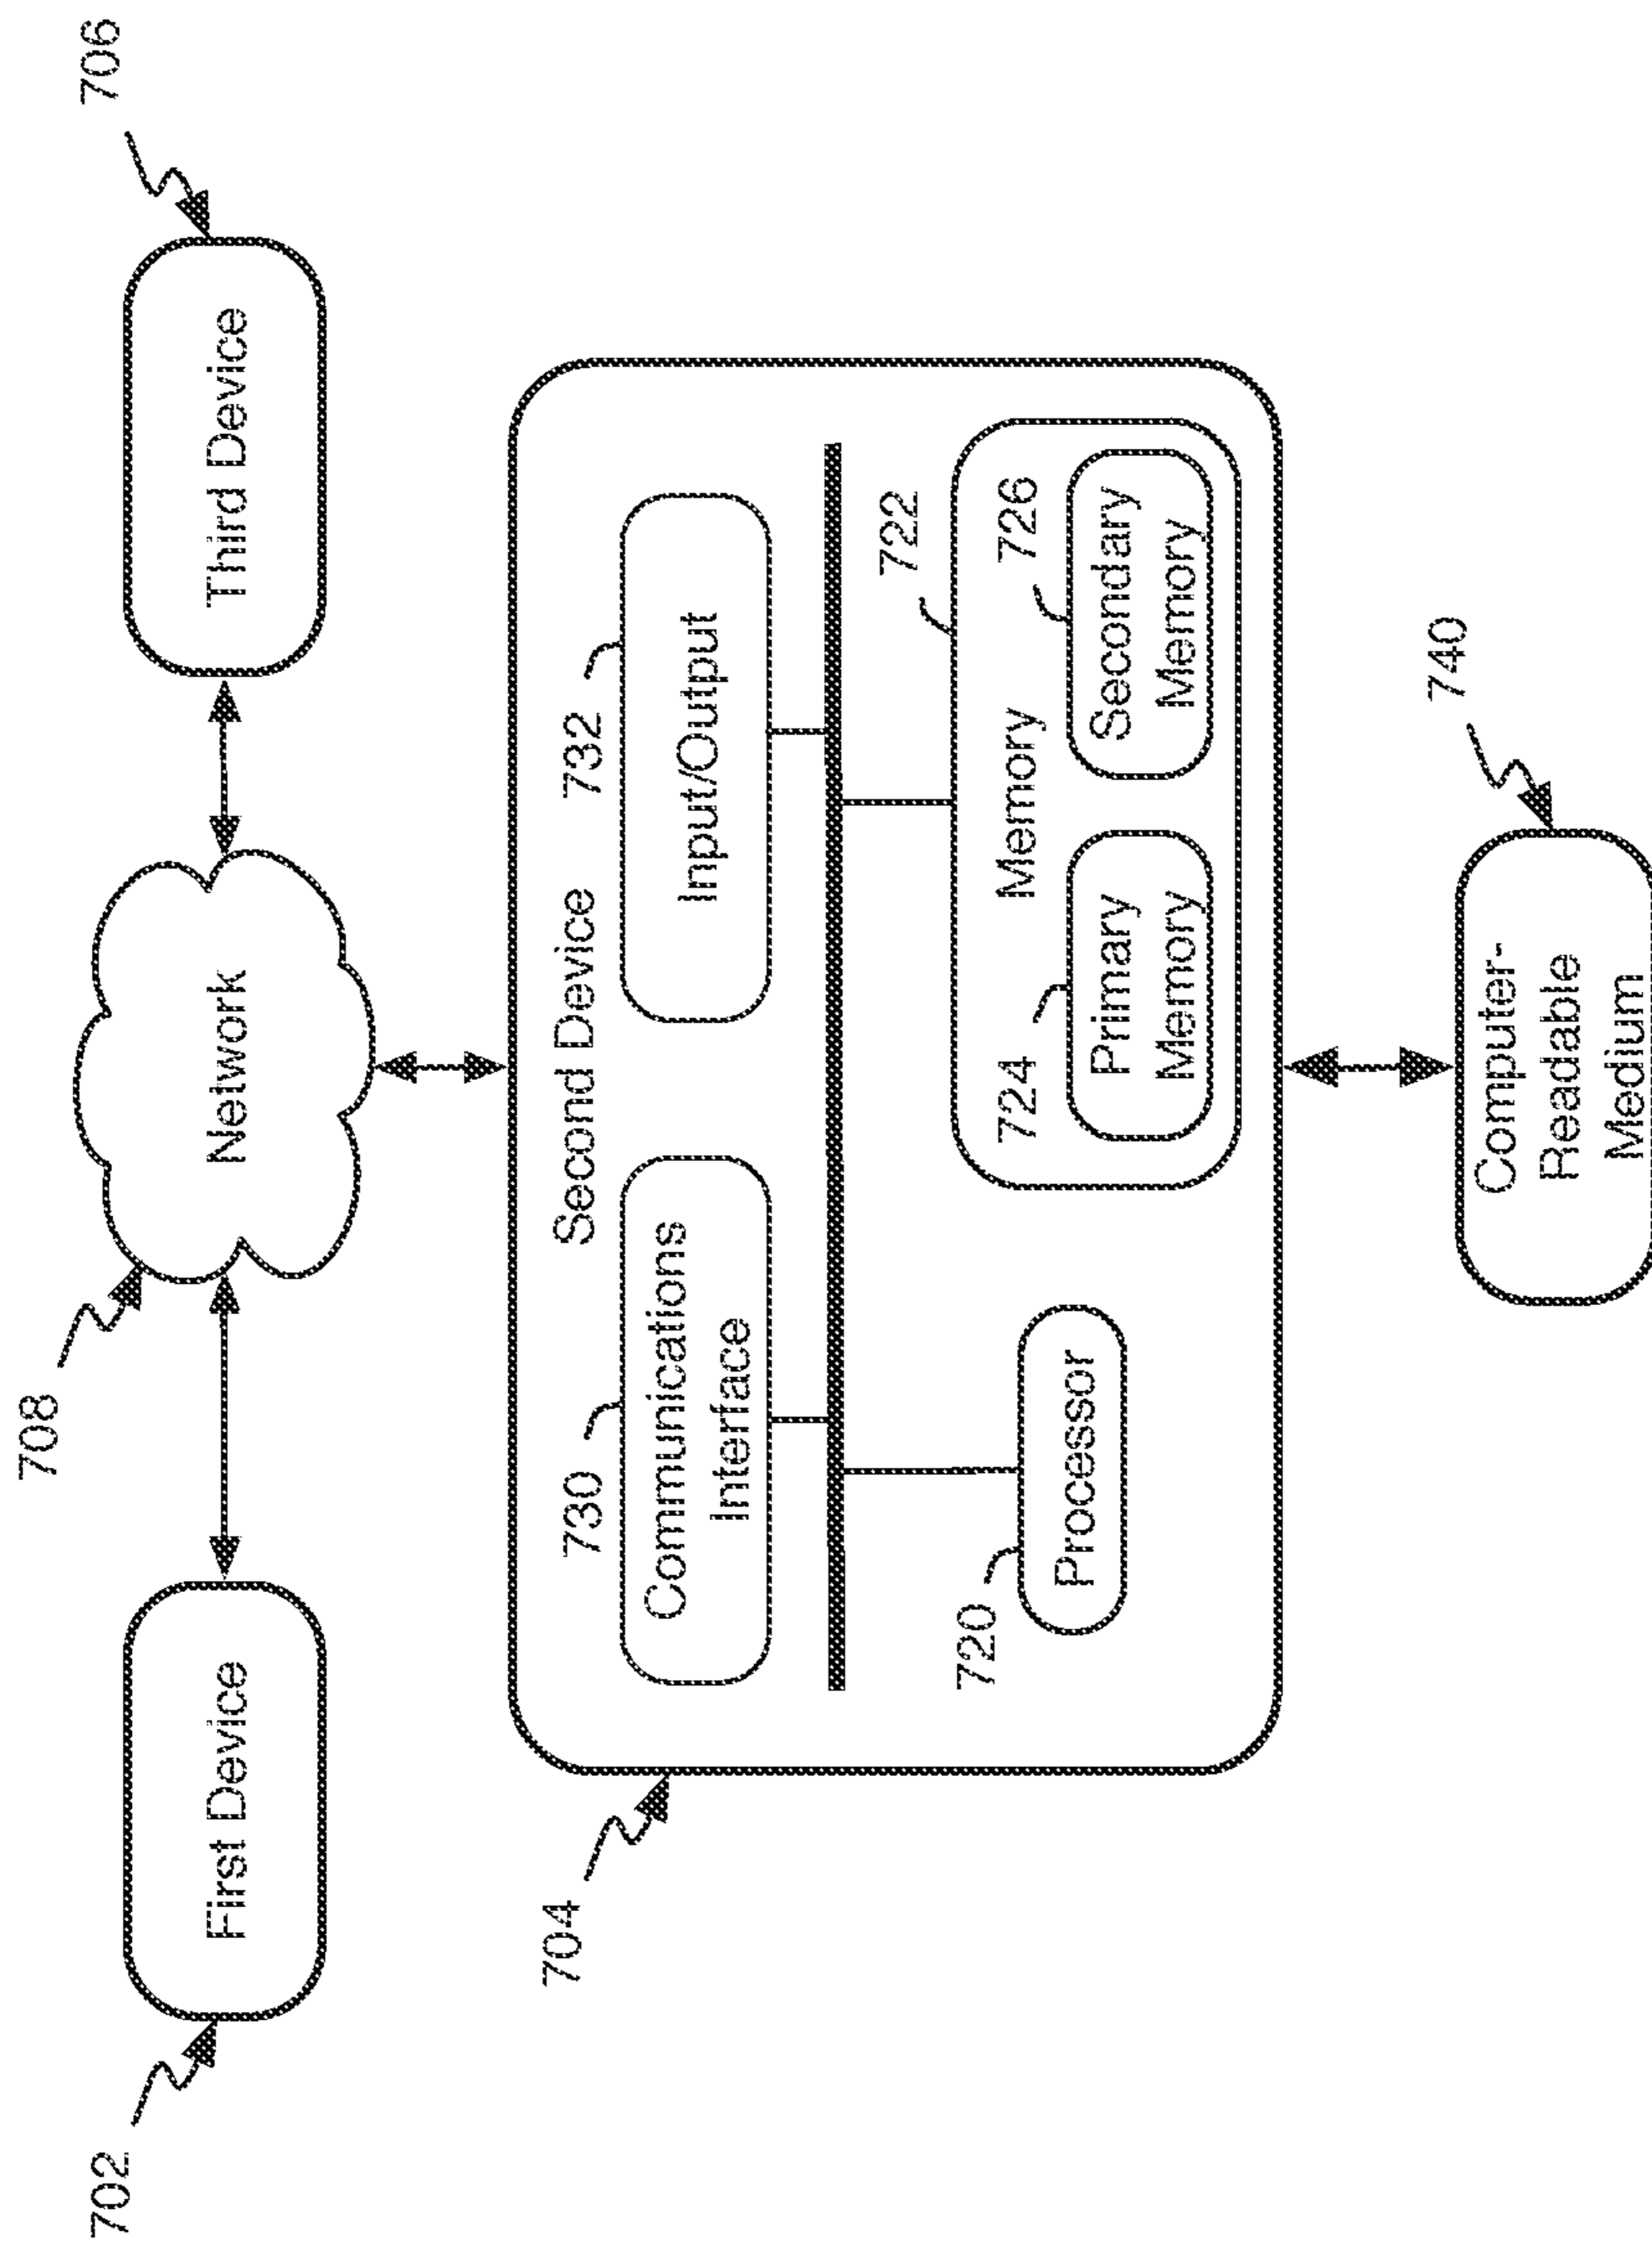 708
706
702
First Device
Network
Third Device
704
Second Device
730
732
Communications
Interface
Input/Output
720
Processor
722
Memory
724
726
Primary
Memory
Secondary
Memory
740
Computer-
Readable
Medium